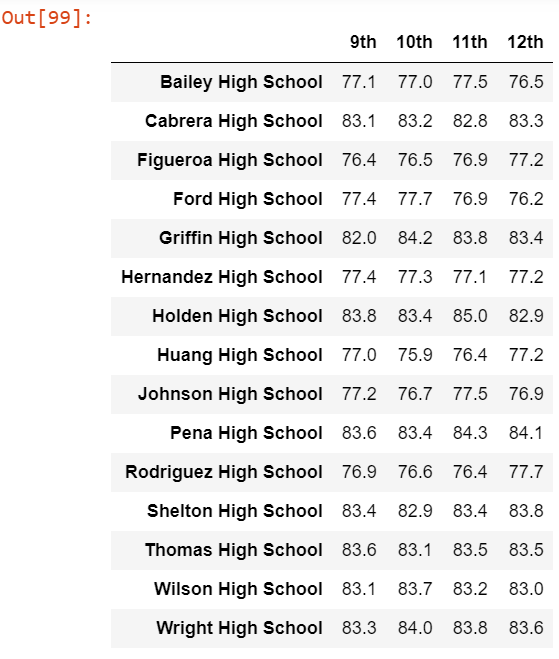 Out[99]:
9th 10th 11th 12th
Bailey High School 77.1 77.0 77.5 76.5
Cabrera High School 83.1 83.2 82.8 83.3
Figueroa High School 76.4 76.5 76.9 77.2
Ford High School 77.4 77.7 76.9 76.2
Griffin High School 82.0 84.2 83.8 83.4
Hernandez High School 77.4 77.3 77.1 77.2
Holden High School 83.8 83.4 85.0 82.9
Huang High School 77.0 75.9 76.4 77.2
Johnson High School 77.2 76.7 77.5 76.9
Pena High School 83.6 83.4 84.3 84.1
Rodriguez High School 76.9 76.6 76.4 77.7
Shelton High School 83.4 82.9 83.4 83.8
Thomas High School 83.6 83.1 83.5 83.5
Wilson High School 83.1 83.7 83.2 83.0
Wright High School 83.3 84.0 83.8 83.6